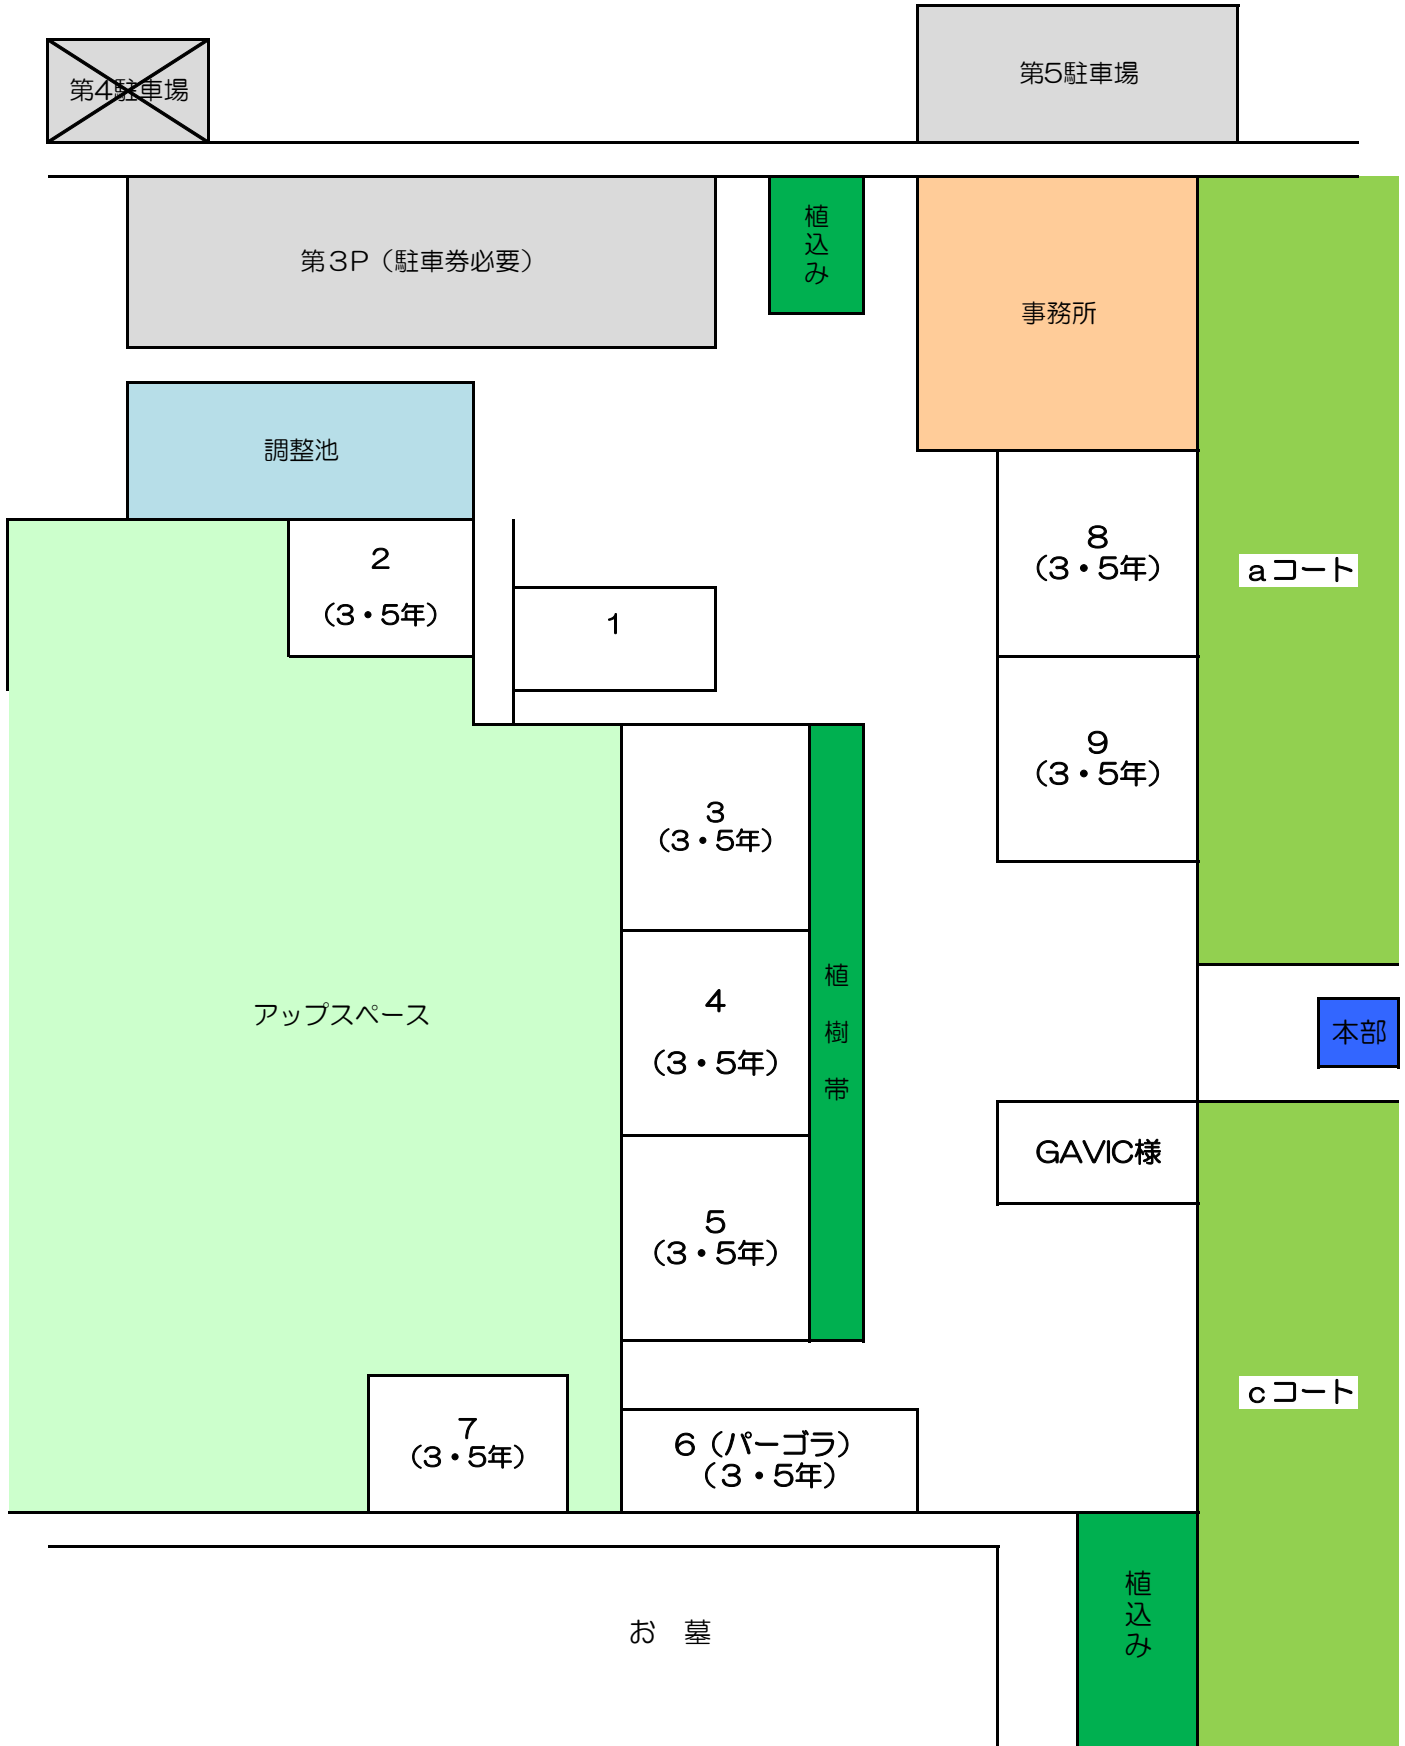 第4駐車場
第5駐車場
第３Ｐ（駐車券必要）
植込み
事務所
調整池
２
（３・５年）
１
８
（３・５年）
ａコート
９
（３・５年）
３
（３・５年）
４
（３・５年）
植樹帯
アップスペース
本部
GAVIC様
５
（３・５年）
ｃコート
７
（３・５年）
６（パーゴラ）
（３・５年）
植込み
お　墓